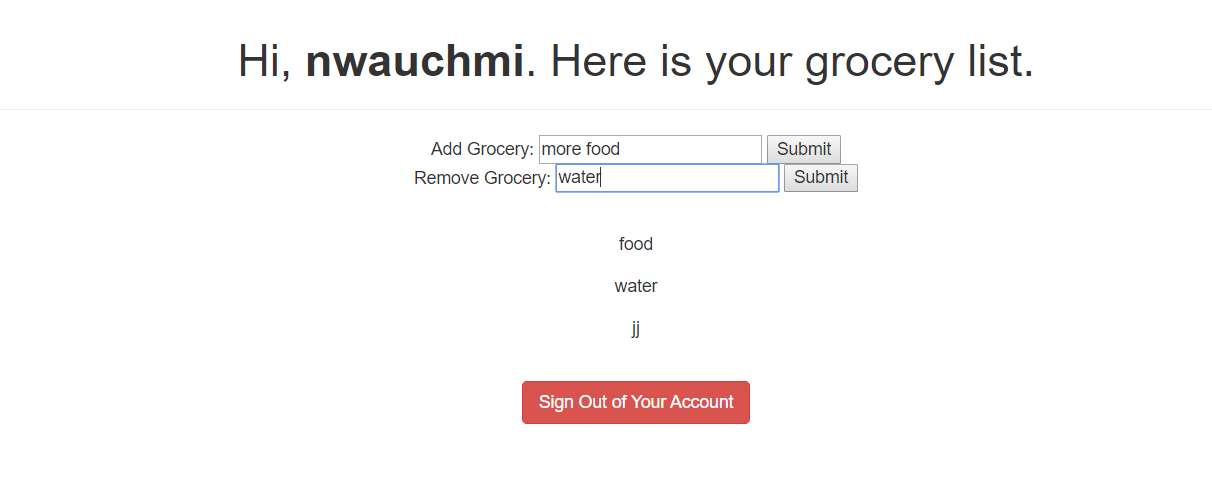 Hi, nwauchmi. Here is your grocery list.
Add Grocery: more food Submit
Remove Grocery: water Submit
food
water
jj
Sign Out of Your Account